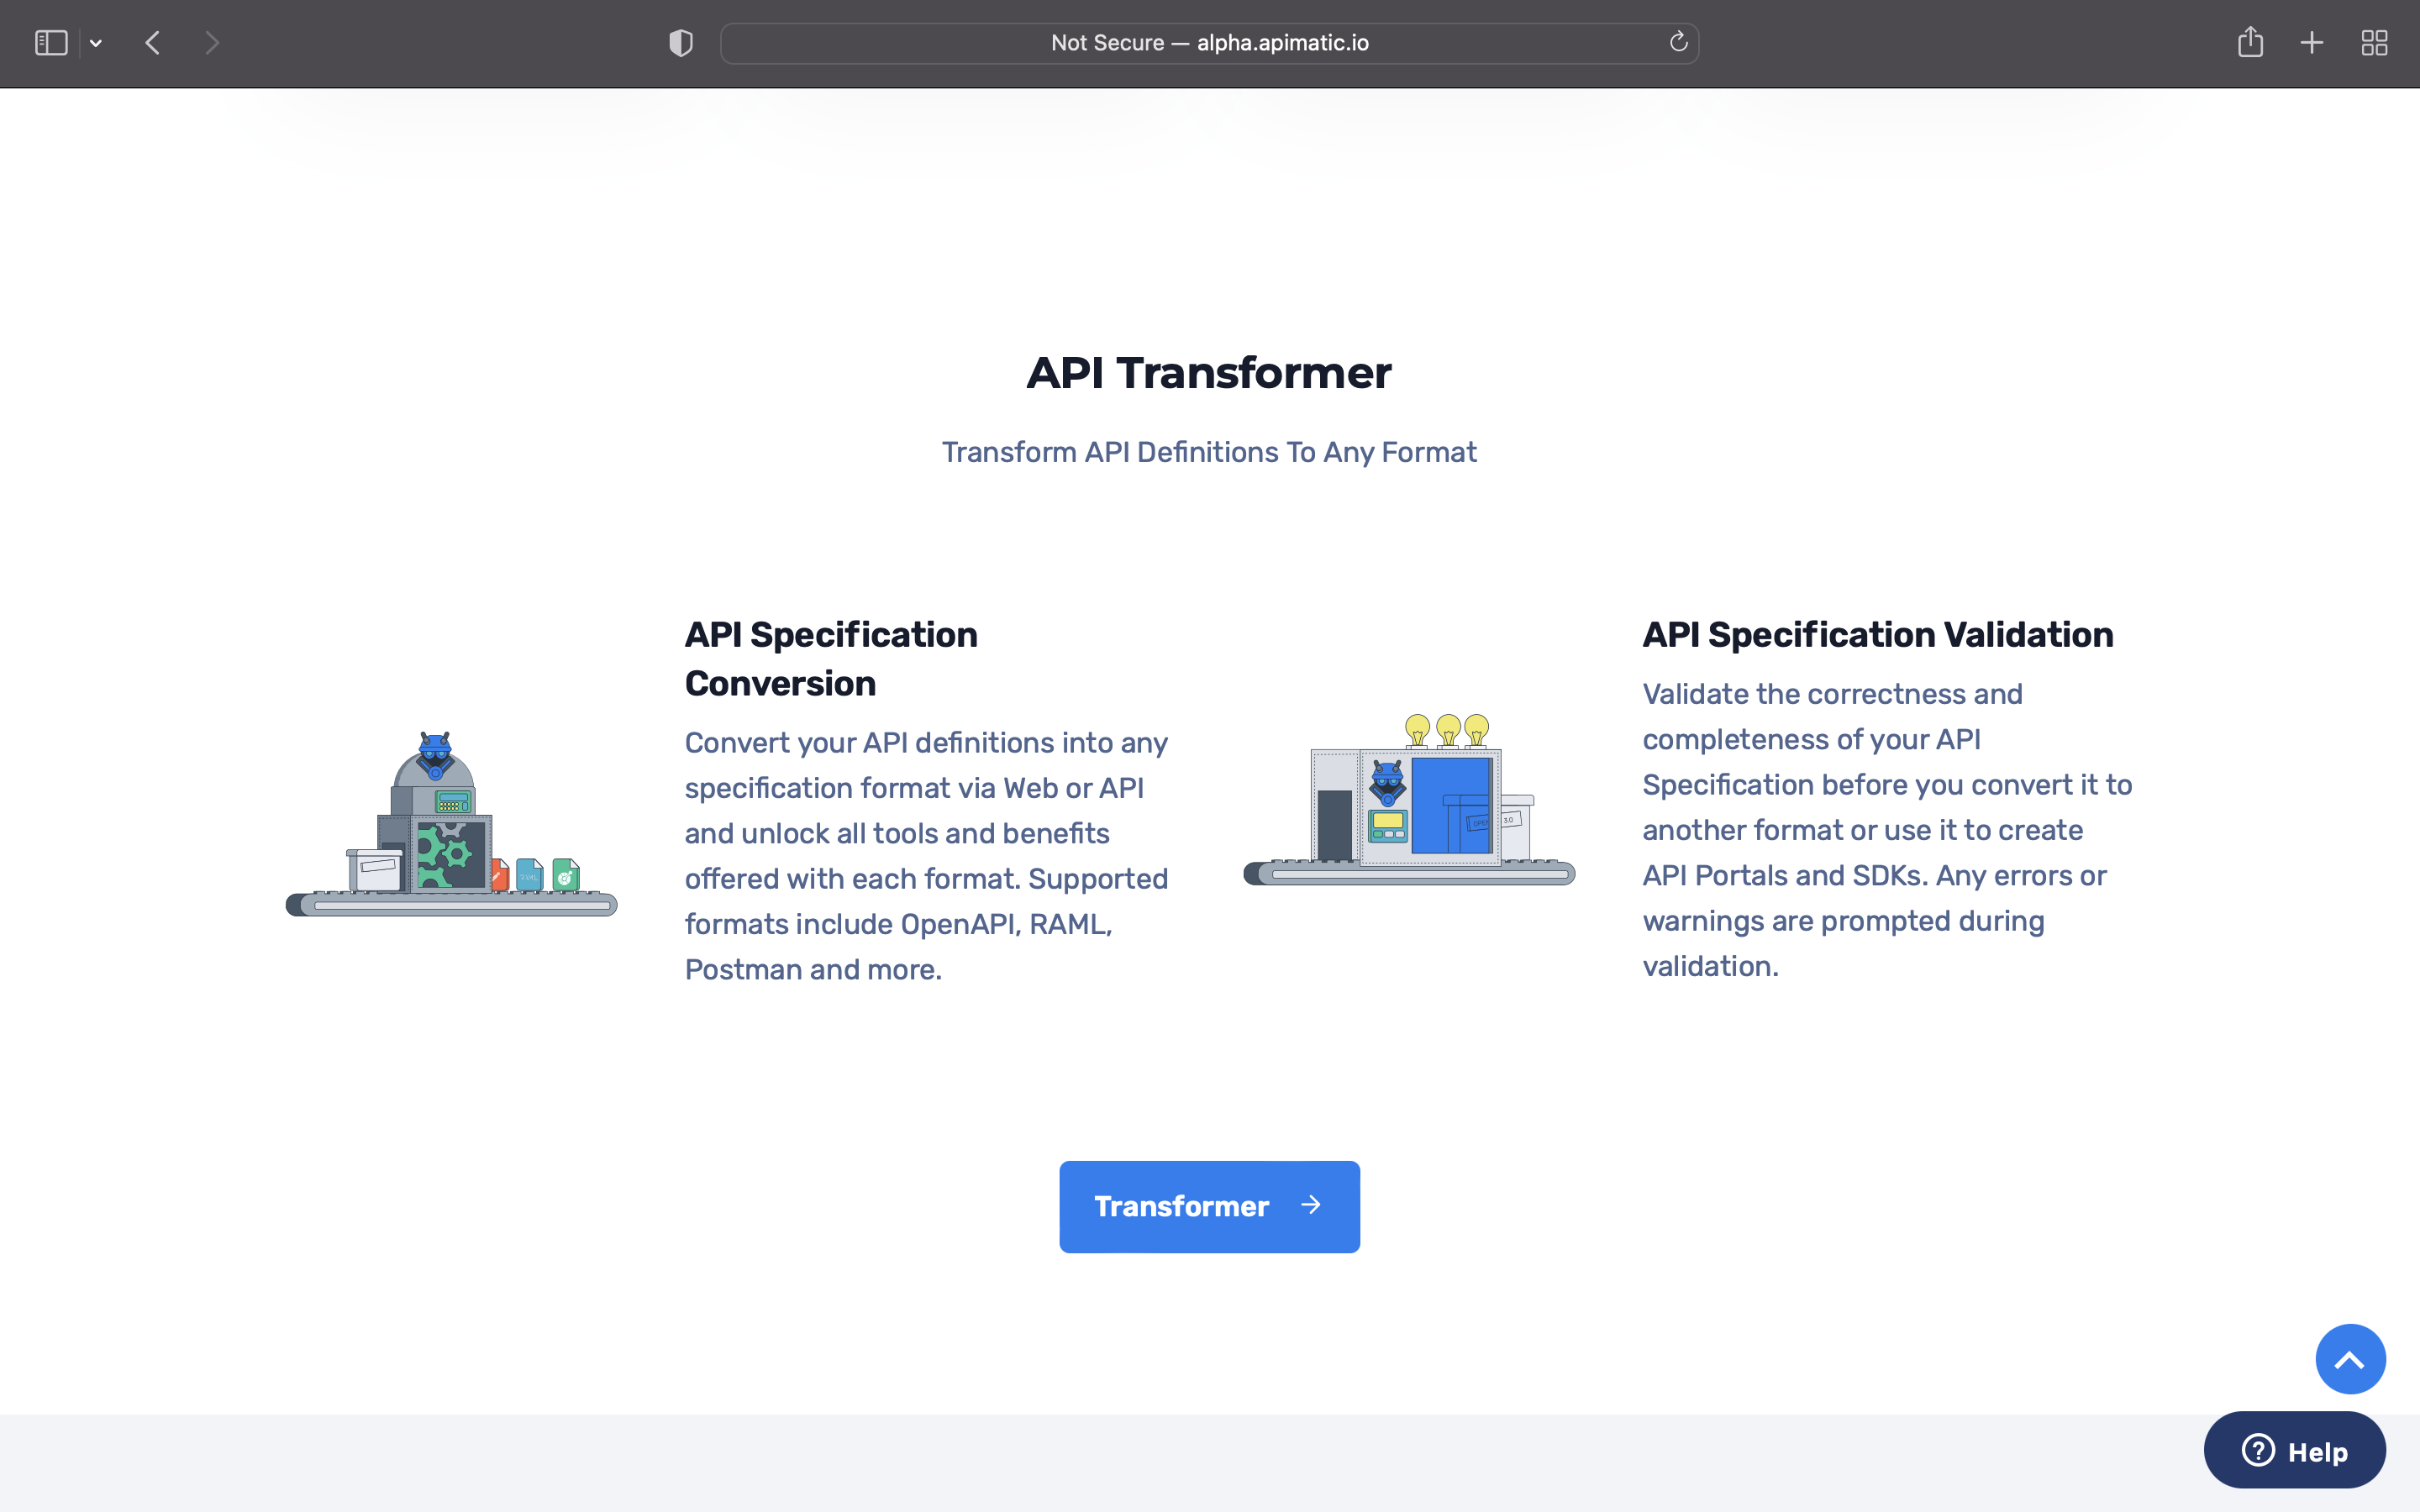 Not Secure — alpha.apimatic.io
API Transformer
Transform API Definitions To Any Format
API Specification
Conversion
Convert your API definitions into any
specification format via Web or API
and unlock all tools and benefits
offered with each format. Supported
formats include OpenAPI, RAML,
Postman and more.
3.0
API Specification Validation
Validate the correctness and
completeness of your API
Specification before you convert it to
another format or use it to create
API Portals and SDKs. Any errors or
warnings are prompted during
validation.
Transformer
Help